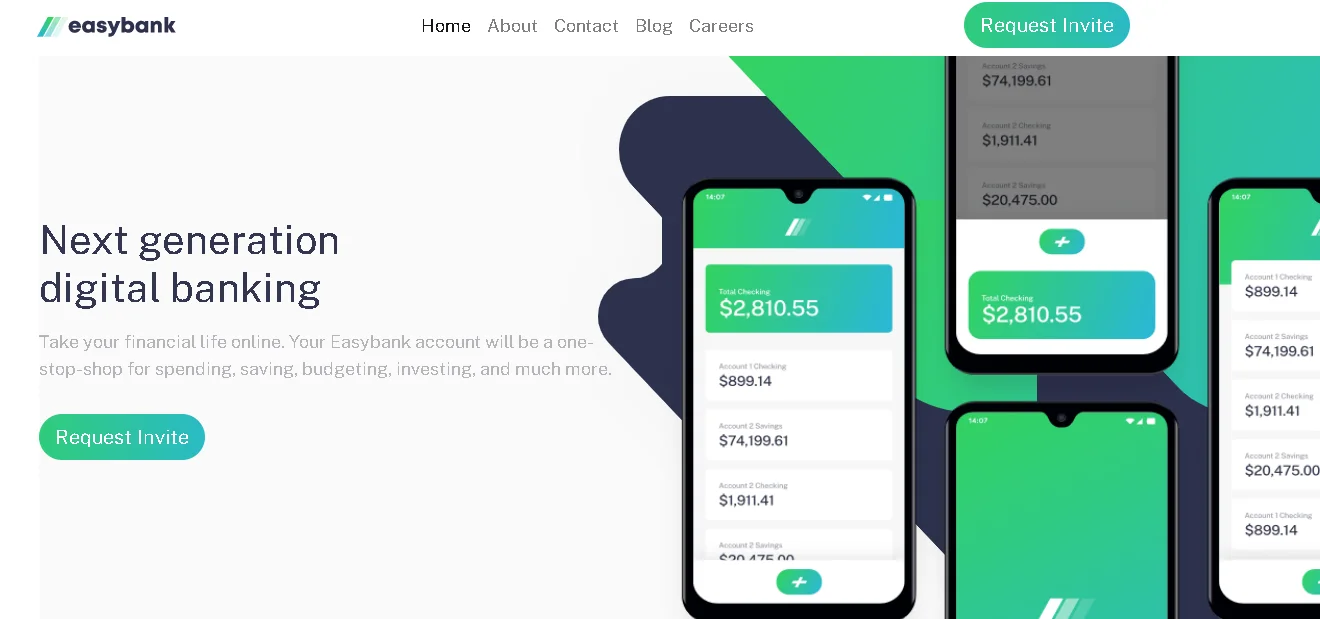 easybank
Home About Contact Blog Careers
Request Invite
Next generation
digital banking
Take your financial life online. Your Easybank account will be a one-
stop-shop for spending, saving, budgeting, investing, and much more.
Request Invite
14:07
Total Checking
$2,810.55
Account 1 Checking
$899.14
Account 2 Savings
$74,199.61
Account 2 Checking
$1,911.41
Account 2 Savings
$20,475.00
Account 2 Savings
$74,199.61
Account 2 Checking
$1,911.41
Account 2 Savings
$20,475.00
Total Checking
$2,810.55
14:07
14:07
Account 1 Checking
$899.14
Account 2 Savings
$74,199.61
Account 2 Checking
$1,911.41
Account 2 Savings
$20,475.00
Account 1 Checking
$899.14